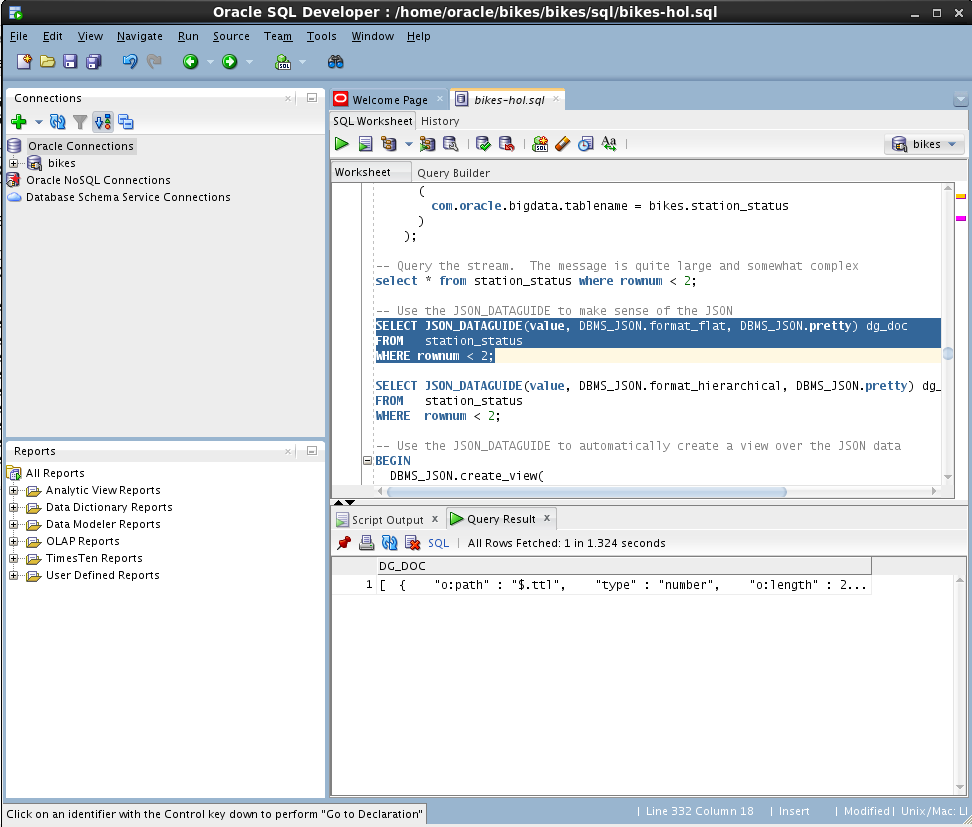 Oracle SQL Developer : /home/oracle/bikes/bikes/sql/bikes-hol.sql
File Edit View Navigate Run Source Team Tools Window Help
Connections
Oracle Connections
bikes
Oracle NoSQL Connections
Database Schema Service Connections
Reports
All Reports
Analytic View Reports
Data Dictionary Reports
Data Modeler Reports
OLAP Reports
TimesTen Reports
User Defined Reports
Welcome Page bikes-hol.sql
SQL Worksheet History
bikes
Worksheet Query Builder
(
com.oracle.bigdata.tablename = bikes.station_status
)
);
-- Query the stream. The message is quite large and somewhat complex
select * from station_status where rownum < 2;
-- Use the JSON_DATAGUIDE to make sense of the JSON
SELECT JSON_DATAGUIDE(value, DBMS_JSON.format_flat, DBMS_JSON.pretty) dg_doc
FROM station_status
WHERE rownum < 2;
SELECT JSON_DATAGUIDE(value, DBMS_JSON.format_hierarchical, DBMS_JSON.pretty) dg_
FROM station_status
WHERE rownum < 2;
-- Use the JSON_DATAGUIDE to automatically create a view over the JSON data
BEGIN
DBMS_JSON.create_view(
Script Output x Query Result x
SQL | All Rows Fetched: 1 in 1.324 seconds
DG_DOC
1 [ { "o:path" : "$.ttl", "type" : "number", "o:length" : 2...
Click on an identifier with the Control key down to perform "Go to Declaration"
| Line 332 Column 18 | Insert | Modified | Unix/Mac: LI